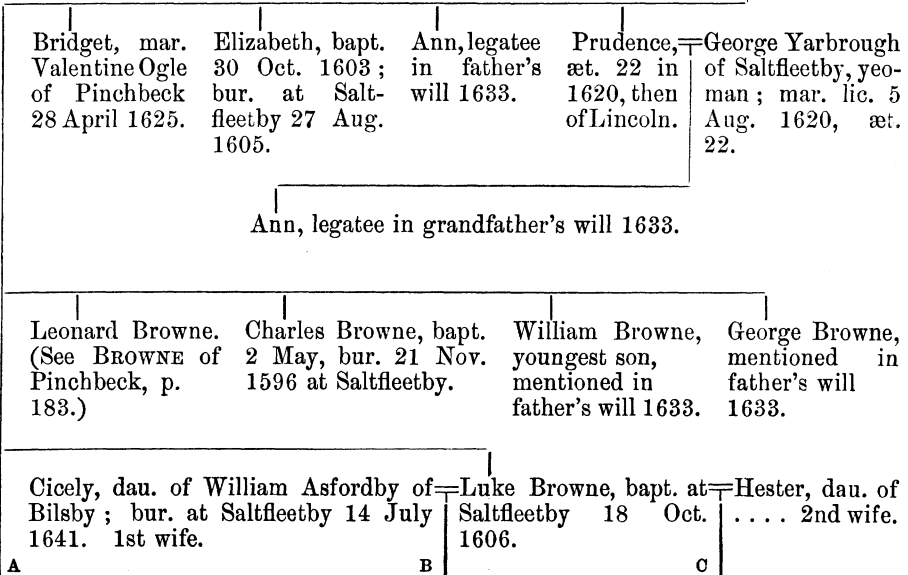 Bridget, mar.
Valentine Ogle
of Pinchbeck
28 April 1625.
Elizabeth, bapt.
30 Oct. 1603 ;
bur. at Salt-
fleetby 27 Aug.
1605.
Ann, legatee
in father's
will 1633.
Prudence,
æt. 22 in
1620, then
of Lincoln.
George Yarbrough
of Saltfleetby, yeo-
man ; mar. lic. 5
Aug. 1620, æt.
22.
Ann, legatee in grandfather's will 1633.
Leonard Browne.
(See BROWNE of
Pinchbeck, p.
183.)
Charles Browne, bapt.
2 May, bur. 21 Nov.
1596 at Saltfleetby.
William Browne,
youngest son,
mentioned in
father's will 1633.
George Browne,
mentioned in
father's will
1633.
Cicely, dau. of William Asfordby of
Bilsby ; bur. at Saltfleetby 14 July
1641. 1st wife.
Luke Browne, bapt. at
Saltfleetby 18 Oct.
1606.
Hester, dau. of
.... 2nd wife.
A B C